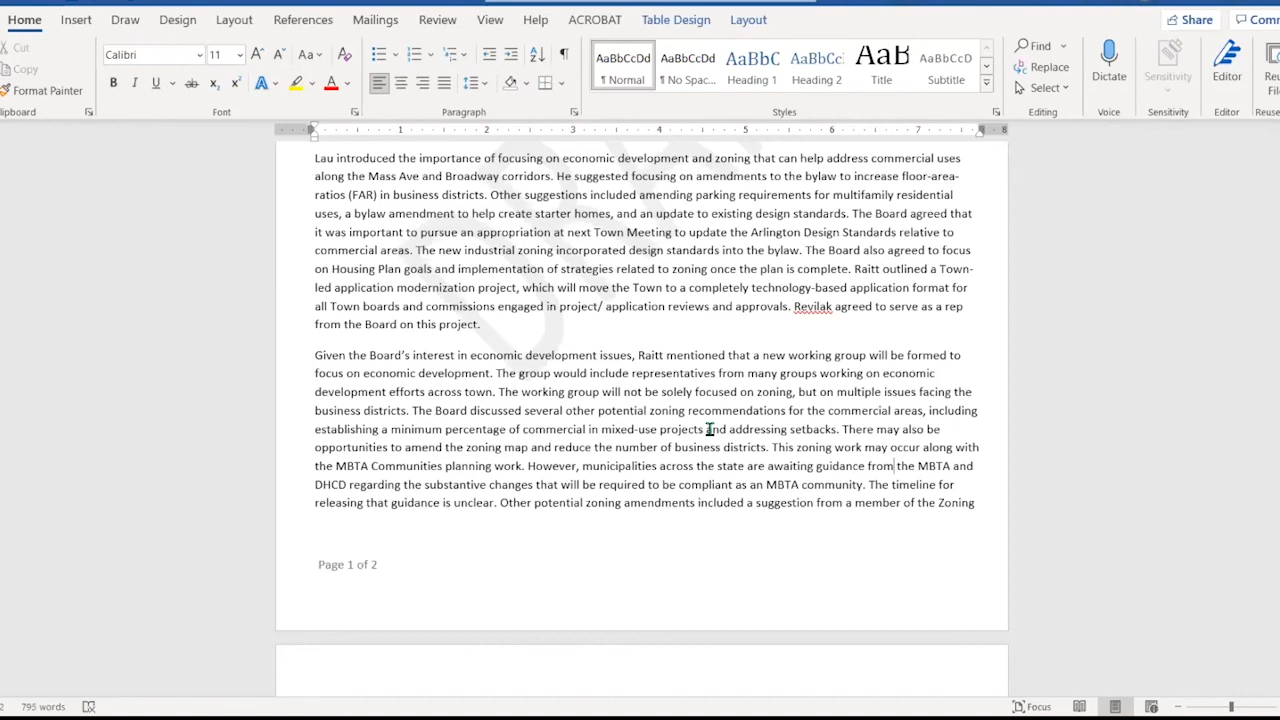 Home Insert Draw Design Layout References Mailings Review View Help ACROBAT Table Design Layout Share
Cut
Copy
Format Painter
Calibri 11 Aa
B I U ab x₂ x² A A
AaBbCcDd AaBbCcDd AaBbC AaBbCc AaB AaBbCcD
¶ Normal ¶ No Spac... Heading 1 Heading 2 Title Subtitle
Find
Replace
Select
Dictate Sensitivity Editor
Font Paragraph Styles Editing Voice Sensitivity Editor
1 2 3 4 5 6 7 8
Lau introduced the importance of focusing on economic development and zoning that can help address commercial uses
along the Mass Ave and Broadway corridors. He suggested focusing on amendments to the bylaw to increase floor-area-
ratios (FAR) in business districts. Other suggestions included amending parking requirements for multifamily residential
uses, a bylaw amendment to help create starter homes, and an update to existing design standards. The Board agreed that
it was important to pursue an appropriation at next Town Meeting to update the Arlington Design Standards relative to
commercial areas. The new industrial zoning incorporated design standards into the bylaw. The Board also agreed to focus
on Housing Plan goals and implementation of strategies related to zoning once the plan is complete. Raitt outlined a Town-
led application modernization project, which will move the Town to a completely technology-based application format for
all Town boards and commissions engaged in project/ application reviews and approvals. Revilak agreed to serve as a rep
from the Board on this project.
Given the Board's interest in economic development issues, Raitt mentioned that a new working group will be formed to
focus on economic development. The group would include representatives from many groups working on economic
development efforts across town. The working group will not be solely focused on zoning, but on multiple issues facing the
business districts. The Board discussed several other potential zoning recommendations for the commercial areas, including
establishing a minimum percentage of commercial in mixed-use projects and addressing setbacks. There may also be
opportunities to amend the zoning map and reduce the number of business districts. This zoning work may occur along with
the MBTA Communities planning work. However, municipalities across the state are awaiting guidance from the MBTA and
DHCD regarding the substantive changes that will be required to be compliant as an MBTA community. The timeline for
releasing that guidance is unclear. Other potential zoning amendments included a suggestion from a member of the Zoning
Page 1 of 2
795 words Focus